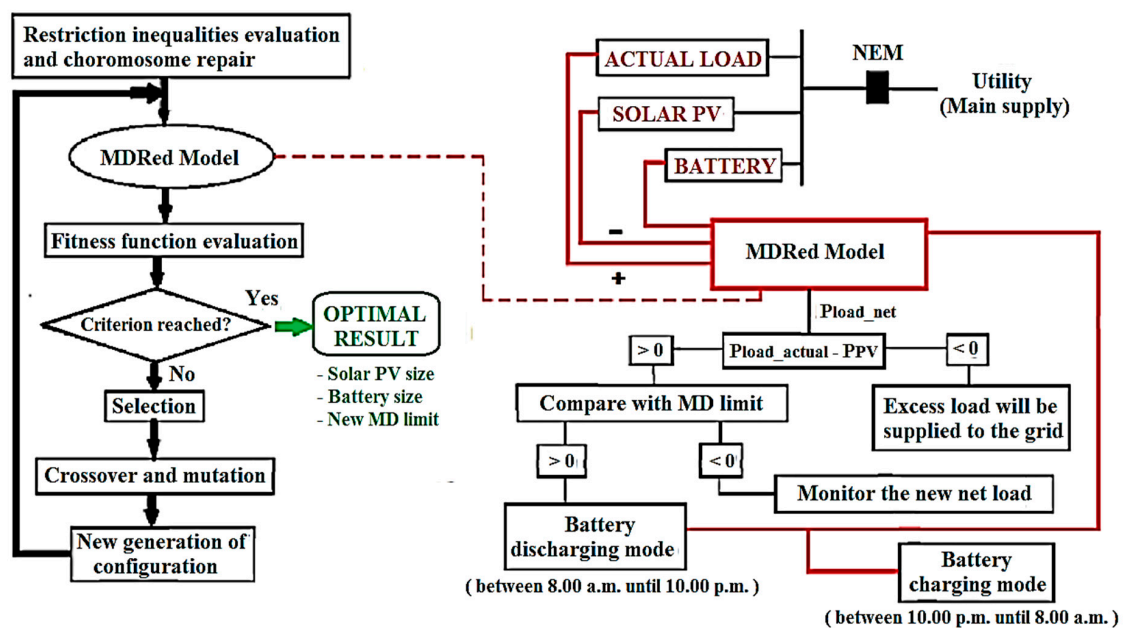 Restriction inequalities evaluation
and choromosome repair
MDRed Model
Fitness function evaluation
Criterion reached?
Yes
OPTIMAL
RESULT
- Solar PV size
- Battery size
- New MD limit
No
Selection
Crossover and mutation
New generation of
configuration
ACTUAL LOAD
SOLAR PV
BATTERY
NEM
Utility
(Main supply)
-
+
MDRed Model
Pload_net
> 0
Pload_actual - PPV
< 0
Compare with MD limit
Excess load will be
supplied to the grid
> 0
< 0
Monitor the new net load
Battery
discharging mode
( between 8.00 a.m. until 10.00 p.m. )
Battery
charging mode
( between 10.00 p.m. until 8.00 a.m. )